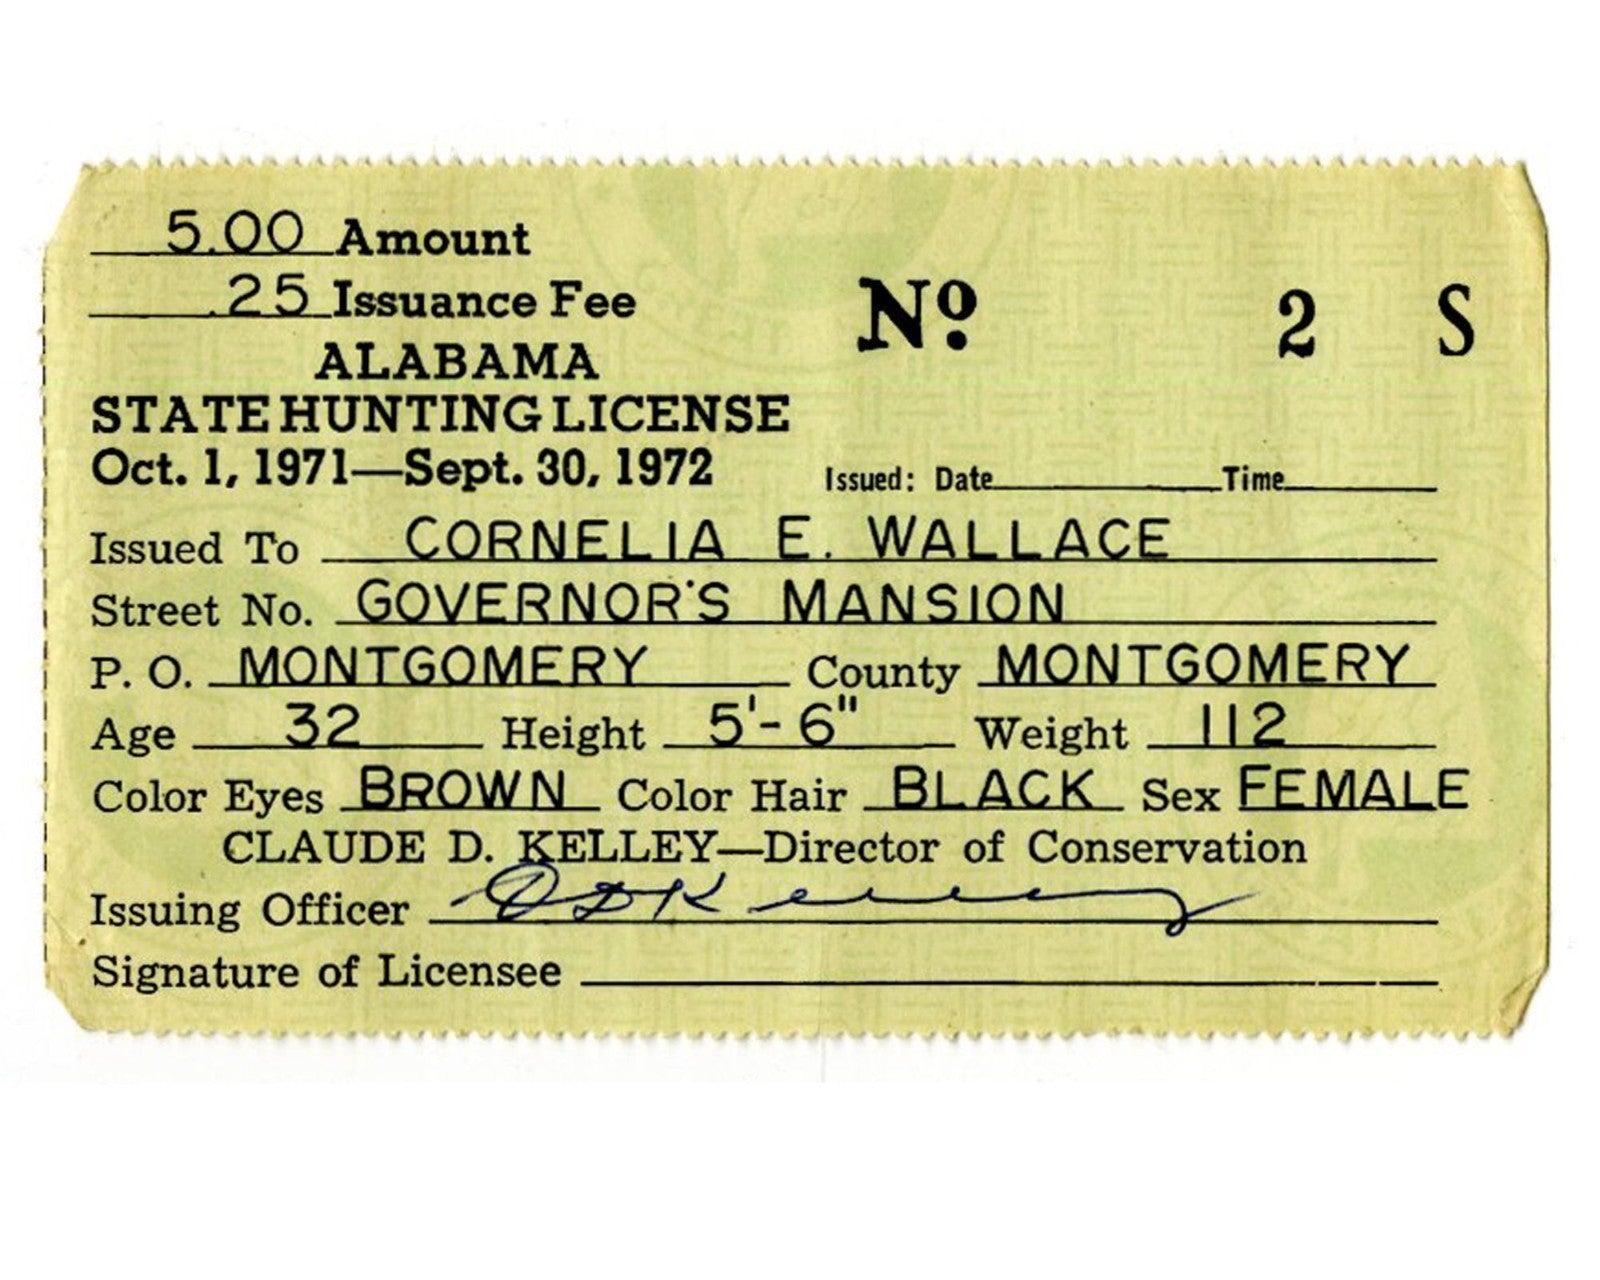 5.00 Amount
.25 Issuance Fee
Nº 2 S
ALABAMA
STATE HUNTING LICENSE
Oct. 1, 1971—Sept. 30, 1972
Issued: Date Time
Issued To CORNELIA E. WALLACE
Street No. GOVERNOR'S MANSION
P. O. MONTGOMERY County MONTGOMERY
Age 32 Height 5'-6" Weight 112
Color Eyes BROWN Color Hair BLACK Sex FEMALE
CLAUDE D. KELLEY—Director of Conservation
Issuing Officer C D Kelley
Signature of Licensee